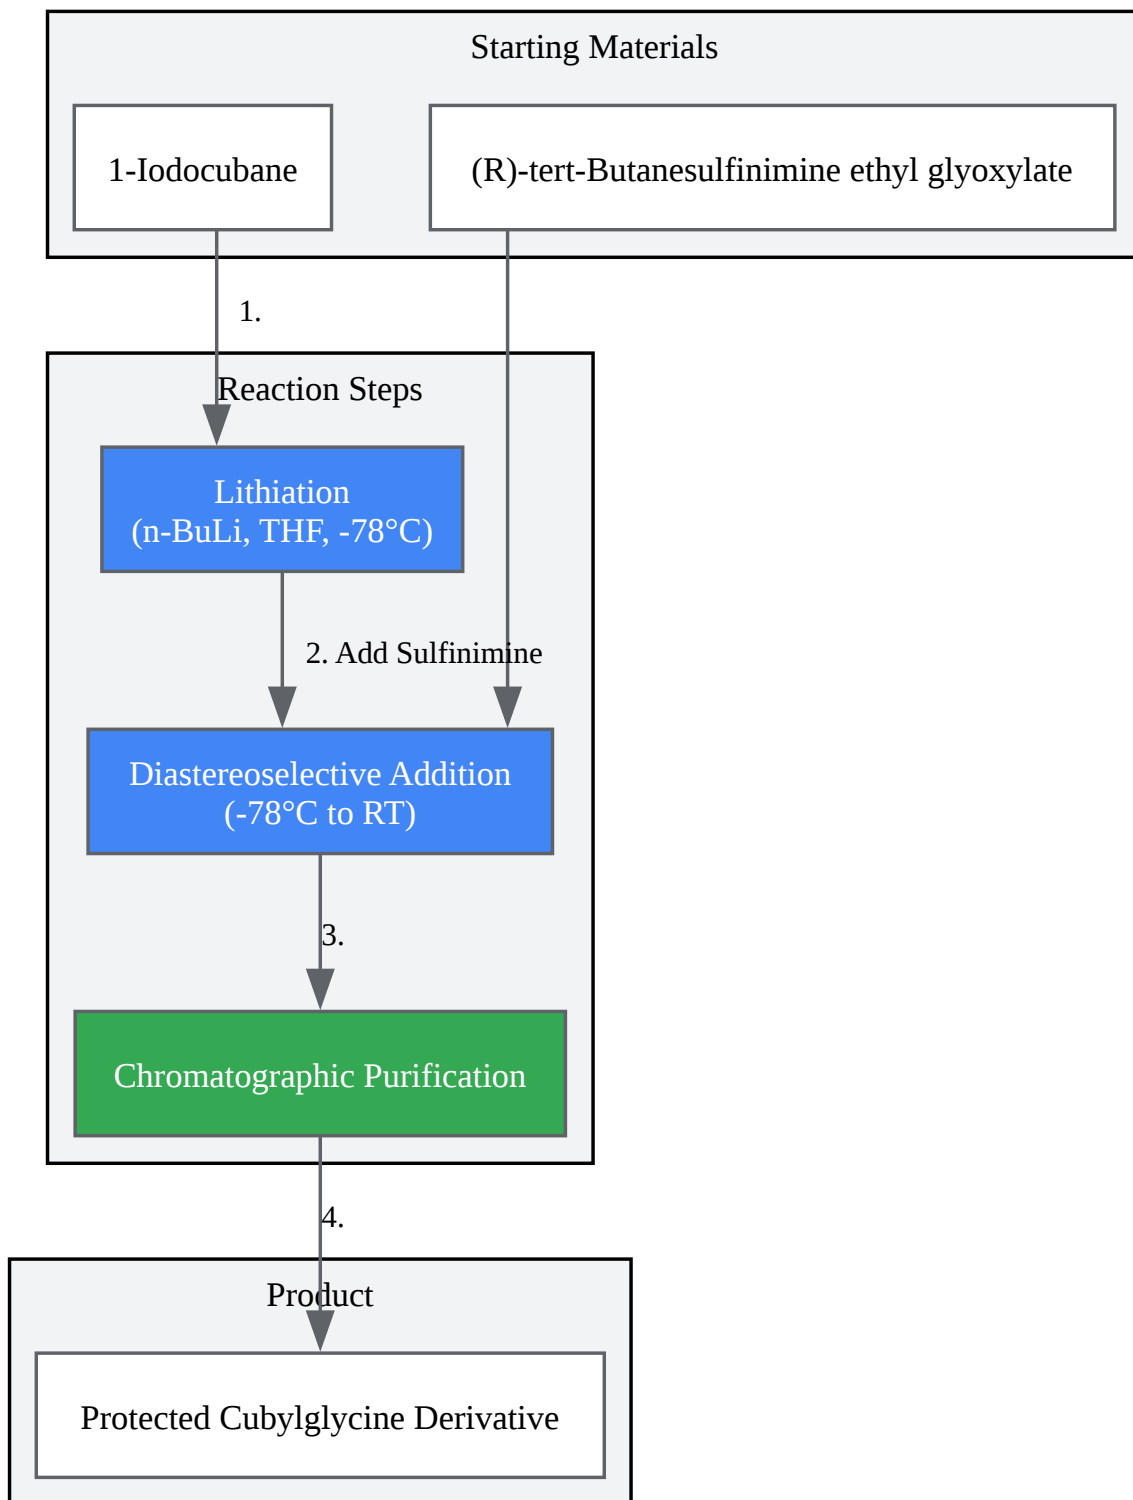 Starting Materials
1-Iodocubane
(R)-tert-Butanesulfinimine ethyl glyoxylate
1.
Reaction Steps
Lithiation
(n-BuLi, THF, -78°C)
2. Add Sulfinimine
Diastereoselective Addition
(-78°C to RT)
3.
Chromatographic Purification
4.
Product
Protected Cubylglycine Derivative